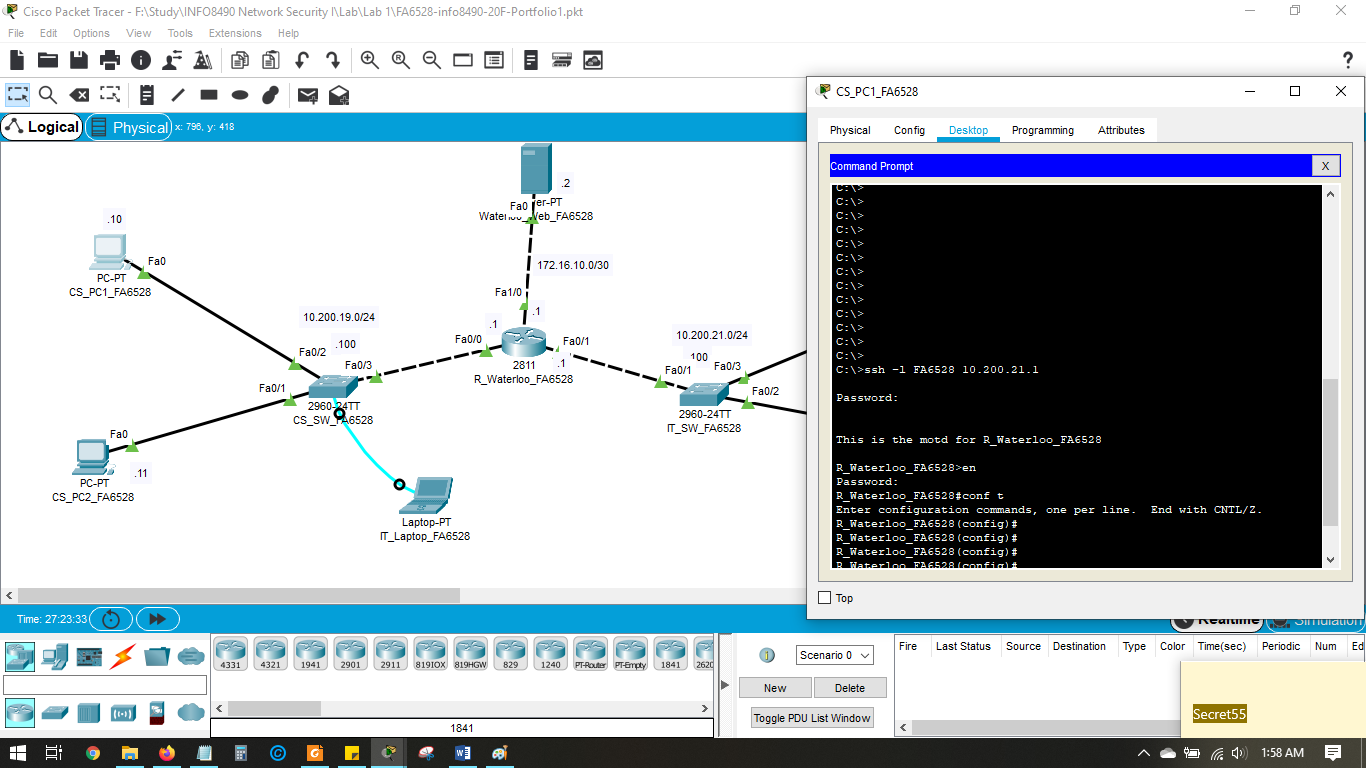 Cisco Packet Tracer - F:\Study\INFO8490 Network Security I\Lab\Lab 1\FA6528-info8490-20F-Portfolio1.pkt
File Edit Options View Tools Extensions Help
?
Logical Physical x: 796, y: 418
.10
Fa0
PC-PT
CS_PC1_FA6528
.2
Fa0 er-PT
Web_FA6528
172.16.10.0/30
Fa1/0
.1
10.200.19.0/24
.1
Fa0/0
Fa0/1
.1
2811
R_Waterloo_FA6528
Fa0/2
.100
Fa0/3
Fa0/1
2960-24TT
CS_SW_FA6528
10.200.21.0/24
100
Fa0/3
Fa0/1
Fa0/2
2960-24TT
IT_SW_FA6528
Fa0
.11
PC-PT
CS_PC2_FA6528
Laptop-PT
IT_Laptop_FA6528
CS_PC1_FA6528
Physical Config Desktop Programming Attributes
Command Prompt X
C:\>
C:\>
C:\>
C:\>
C:\>
C:\>
C:\>
C:\>
C:\>
C:\>
C:\>
C:\>
C:\>
C:\>ssh -l FA6528 10.200.21.1
Password:
This is the motd for R_Waterloo_FA6528
R_Waterloo_FA6528>en
Password:
R_Waterloo_FA6528#conf t
Enter configuration commands, one per line.  End with CNTL/Z.
R_Waterloo_FA6528(config)#
R_Waterloo_FA6528(config)#
R_Waterloo_FA6528(config)#
R_Waterloo_FA6528(config)#
Top
Time: 27:23:33
Realtime Simulation
4331 4321 1941 2901 2911 819IOX 819HGW 829 1240 PT-Router PT-Empty 1841 2620
1841
Scenario 0
New Delete
Toggle PDU List Window
Fire Last Status Source Destination Type Color Time(sec) Periodic Num Ed
Secret55
1:58 AM